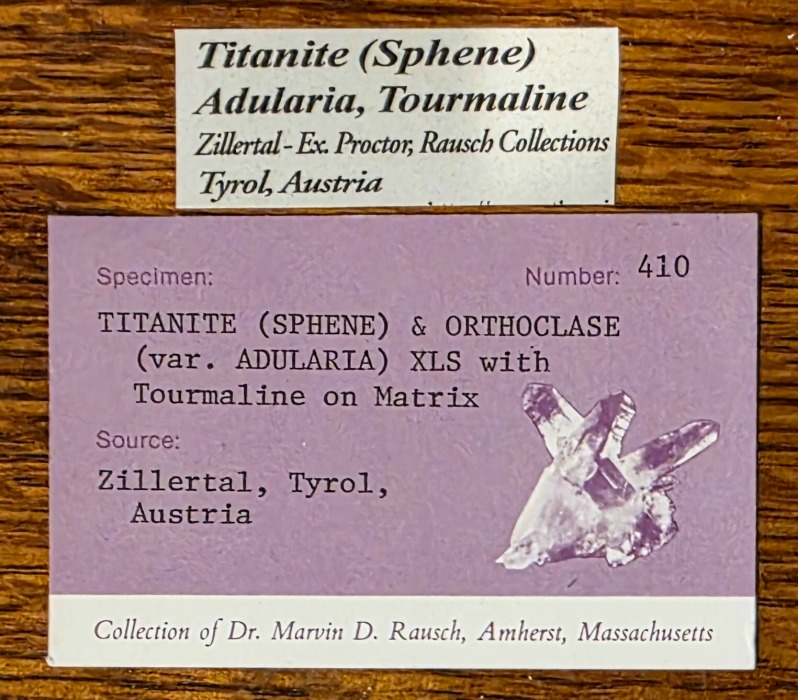 Titanite (Sphene)
Adularia, Tourmaline
Zillertal - Ex. Proctor, Rausch Collections
Tyrol, Austria
Specimen:
Number: 410
TITANITE (SPHENE) & ORTHOCLASE
(var. ADULARIA) XLS with
Tourmaline on Matrix
Source:
Zillertal, Tyrol,
Austria
Collection of Dr. Marvin D. Rausch, Amherst, Massachusetts